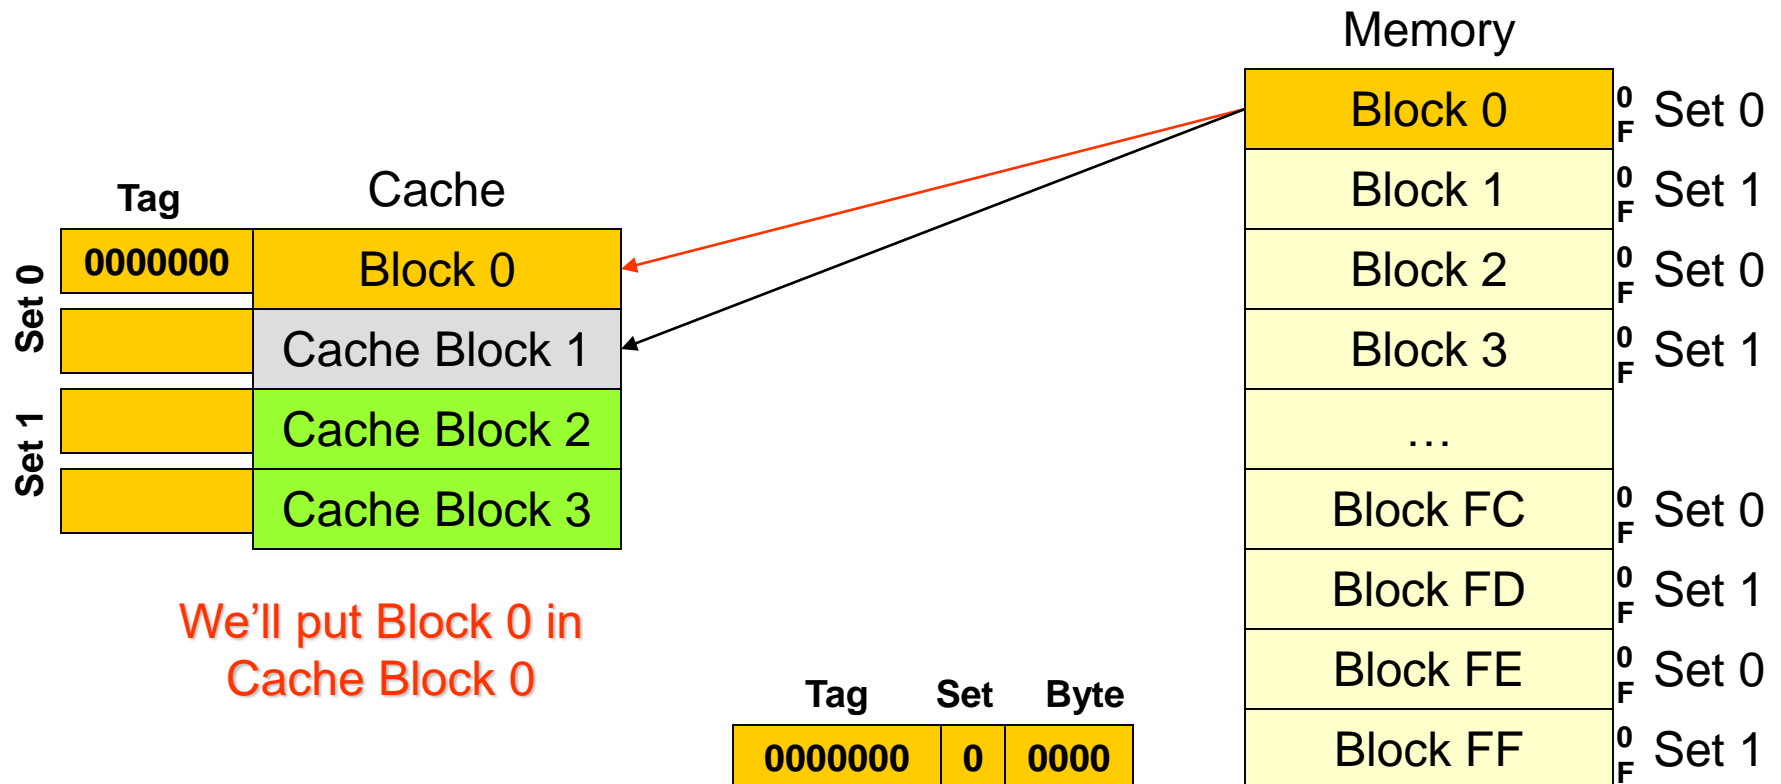 Memory
Block 0 0 F Set 0
Block 1 0 F Set 1
Tag Cache
Set 0 0000000 Block 0
Block 2 0 F Set 0
Cache Block 1
Block 3 0 F Set 1
Set 1 Cache Block 2
…
Cache Block 3
Block FC 0 F Set 0
Block FD 0 F Set 1
We’ll put Block 0 in
Cache Block 0
Block FE 0 F Set 0
Tag Set Byte
0000000 0 0000
Block FF 0 F Set 1